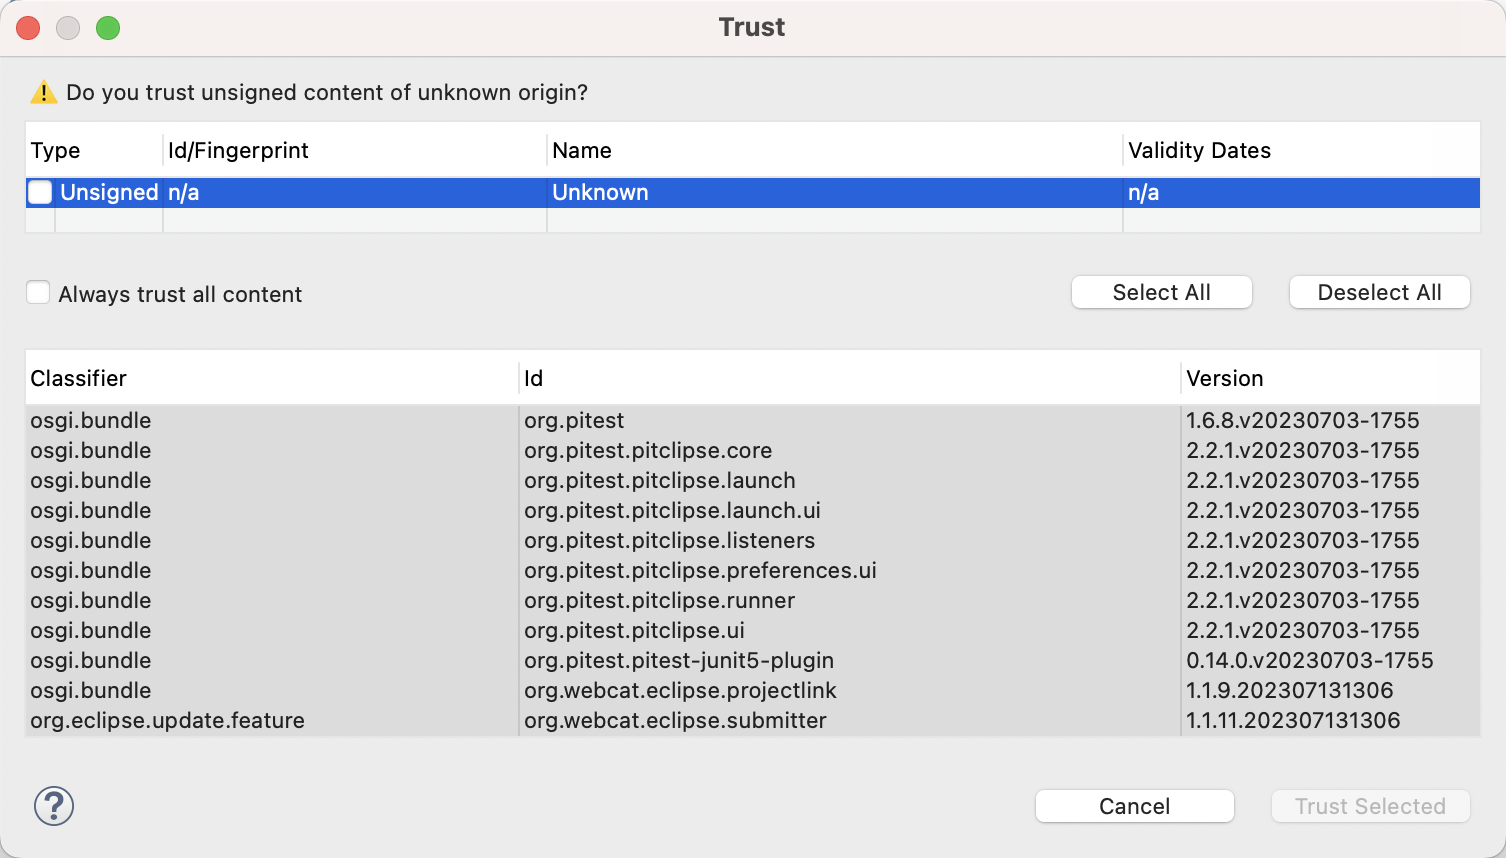 Trust
Do you trust unsigned content of unknown origin?
Type Id/Fingerprint Name Validity Dates
Unsigned n/a Unknown n/a
Always trust all content Select All Deselect All
Classifier Id Version
osgi.bundle org.pitest 1.6.8.v20230703-1755
osgi.bundle org.pitest.pitclipse.core 2.2.1.v20230703-1755
osgi.bundle org.pitest.pitclipse.launch 2.2.1.v20230703-1755
osgi.bundle org.pitest.pitclipse.launch.ui 2.2.1.v20230703-1755
osgi.bundle org.pitest.pitclipse.listeners 2.2.1.v20230703-1755
osgi.bundle org.pitest.pitclipse.preferences.ui 2.2.1.v20230703-1755
osgi.bundle org.pitest.pitclipse.runner 2.2.1.v20230703-1755
osgi.bundle org.pitest.pitclipse.ui 2.2.1.v20230703-1755
osgi.bundle org.pitest.pitest-junit5-plugin 0.14.0.v20230703-1755
osgi.bundle org.webcat.eclipse.projectlink 1.1.9.202307131306
org.eclipse.update.feature org.webcat.eclipse.submitter 1.1.11.202307131306
? Cancel Trust Selected